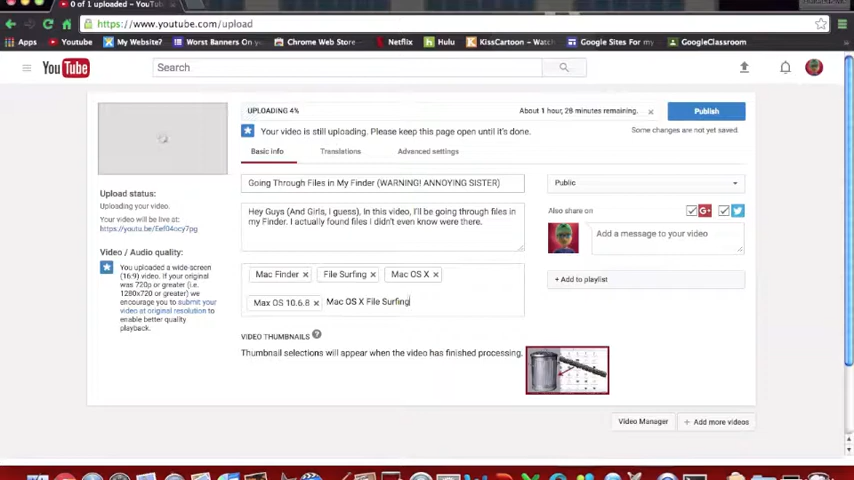 0 of 1 uploaded – YouTub
https://www.youtube.com/upload
Apps Youtube My Website? Worst Banners On Chrome Web Store Netflix Hulu KissCartoon – Watch Google Sites For my GoogleClassroom
YouTube Search
UPLOADING 4% About 1 hour, 28 minutes remaining. Publish
Your video is still uploading. Please keep this page open until it's done. Some changes are not yet saved.
Basic info Translations Advanced settings
Going Through Files in My Finder (WARNING! ANNOYING SISTER) Public
Upload status:
Uploading your video.
Your video will be live at:
https://youtu.be/Eef04ocy7pg
Hey Guys (And Girls, I guess), In this video, I'll be going through files in
my Finder. I actually found files I didn't even know were there.
Also share on
Add a message to your video
Video / Audio quality:
You uploaded a wide-screen
(16:9) video. If your original
was 720p or greater (i.e.
1280x720 or greater) we
encourage you to submit your
video at original resolution to
enable better quality
playback.
Mac Finder × File Surfing × Mac OS X ×
Max OS 10.6.8 × Mac OS X File Surfing
+ Add to playlist
VIDEO THUMBNAILS ?
Thumbnail selections will appear when the video has finished processing.
Video Manager + Add more videos